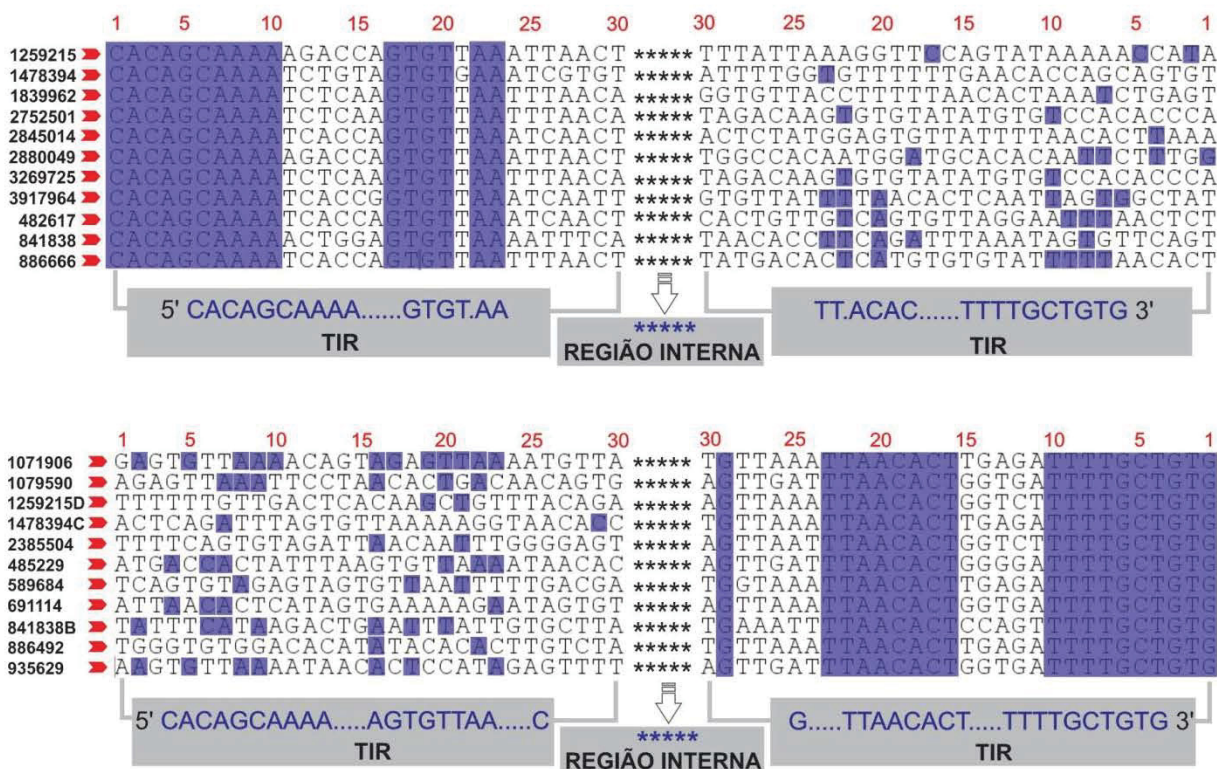 1 5 10 15 20 25 30 30 25 20 15 10 5 1
1259215 CACAGCAAAAAGACCAGTGTTAAATTAACT ***** TTTATTAAAGGTTCCAGTATAAAAACCATA
1478394 CACAGCAAAATCTGTAGTGTGAAATCGTGT ***** ATTTTGGTGTTTTTTGAACACCAGCAGTGT
1839962 CACAGCAAAATCTCAAGTGTTAATTTAACA ***** GGTGTTACCTTTTTAACACTAAATCTGAGT
2752501 CACAGCAAAATCTCAAGTGTTAATTTAACA ***** TAGACAAGTGTGTATATGTGTCCACACCCA
2845014 CACAGCAAAATCACAAGTGTTAAATCAACT ***** ACTCTATGGAGTGTTATTTTAACACTTAAA
2880049 CACAGCAAAAAGACCAGTGTTAAATTAACT ***** TGGCCACAATGGATGCACACAATTCTTTGG
3269725 CACAGCAAAATCTCAAGTGTTAATTTAACA ***** TAGACAAGTGTGTATATGTGTCCACACCCA
3917964 CACAGCAAAATCACCGGTGTTAATTCAATC ***** GTGTTATTTTAACACTCAATTAGTGGCTAT
482617 CACAGCAAAATCACAAGTGTTAAATCAACT ***** CACTGTTGTCAGTGTTAGGAATTTAACTCT
841838 CACAGCAAAAACTGGAGTGTTAAAATTTCA ***** TAACACCTTCAGATTTAAATAGTGTTCAGT
886666 CACAGCAAAATCACCAGTGTTAATTTAACT ***** TATGACACTCATGTGTGTATTTTTAACACT
5' CACAGCAAAA......GTGT.AA
TIR
*****
REGIÃO INTERNA
TT.ACAC......TTTTGCTGTG 3'
TIR
1 5 10 15 20 25 30 30 25 20 15 10 5 1
1071906 GAGTGTTAAAACAGTAGAGTTAAAATGTTA ***** TGTTAAATTAACACTTGAGATTTTGCTGTG
1079590 AGAGTTAAATTCCTAACACTGACAACAGTG ***** AGTTGATTTAACACTGGTGATTTTGCTGTG
1259215D TTTTTTGTTGACTCACAAGCTGTTTACAGA ***** AGTTAAATTAACACTGGTCTTTTTGCTGTG
1478394C ACTCAGATTTAGTGTTAAAAAGGTAACACC ***** TGTTAAATTAACACTTGAGATTTTGCTGTG
2385504 TTTTCAGTGTAGATTAACAATTTGGGGAGT ***** AGTTAATTTAACACTGGTCTTTTTGCTGTG
485229 ATGACCACTATTTAAGTGTTAAAATAACAC ***** AGTTGATTTAACACTGGGGATTTTGCTGTG
589684 TCAGTGTAGAGTAGTGTTAATTTTTGACGA ***** TGGTAAATTAACACTTGAGATTTTGCTGTG
691114 ATTAACACTCATAGTGAAAAAGAATAGTGT ***** AGTTAAATTAACACTGGTGATTTTGCTGTG
841838B TATTTCATAAGACTGAATTTATTGTGCTTA ***** TGAAATTTTAACACTCCAGTTTTTGCTGTG
886492 TGGGTGTGGACACATATACACACTTGTCTA ***** TGTTAAATTAACACTTGAGATTTTGCTGTG
935629 AAGTGTTAAAATAACACTCCATAGAGTTTT ***** AGTTGATTTAACACTGGTGATTTTGCTGTG
5' CACAGCAAAA.....AGTGTTAA.....C
TIR
*****
REGIÃO INTERNA
G.....TTAACACT.....TTTTGCTGTG 3'
TIR